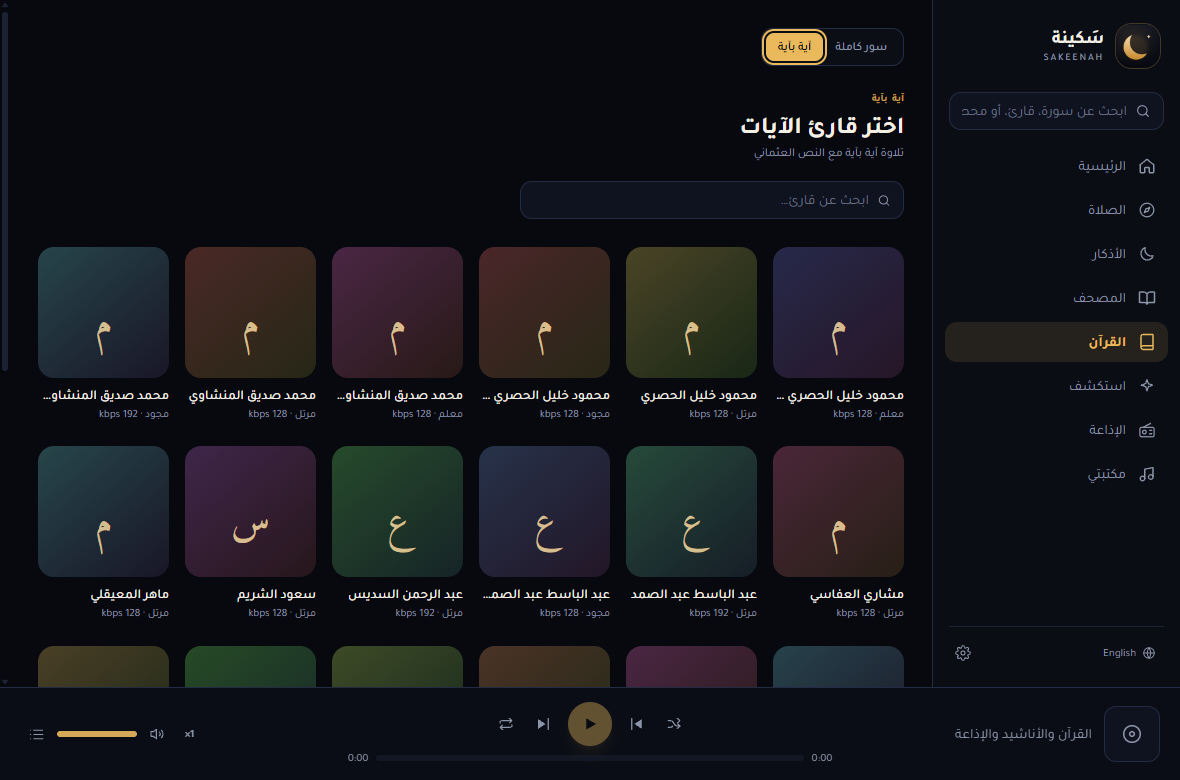 سَكينة
SAKEENAH
ابحث عن سورة، قارئ، أو محد
الرئيسية
الصلاة
الأذكار
المصحف
القرآن
استكشف
الإذاعة
مكتبتي
English
سور كاملة
آية بآية
آية بآية
اختر قارئ الآيات
تلاوة آية بآية مع النص العثماني
ابحث عن قارئ...
م
محمود خليل الحصري ...
معلم · 128 kbps
م
محمود خليل الحصري
مرتل · 128 kbps
م
محمود خليل الحصري ...
مجود · 128 kbps
م
محمد صديق المنشاو...
معلم · 128 kbps
م
محمد صديق المنشاوي
مرتل · 128 kbps
م
محمد صديق المنشاو...
مجود · 192 kbps
م
مشاري العفاسي
مرتل · 128 kbps
ع
عبد الباسط عبد الصمد
مرتل · 192 kbps
ع
عبد الباسط عبد الصم...
مجود · 128 kbps
ع
عبد الرحمن السديس
مرتل · 192 kbps
س
سعود الشريم
مرتل · 128 kbps
م
ماهر المعيقلي
مرتل · 128 kbps
القرآن والأناشيد والإذاعة
0:00
0:00
x1